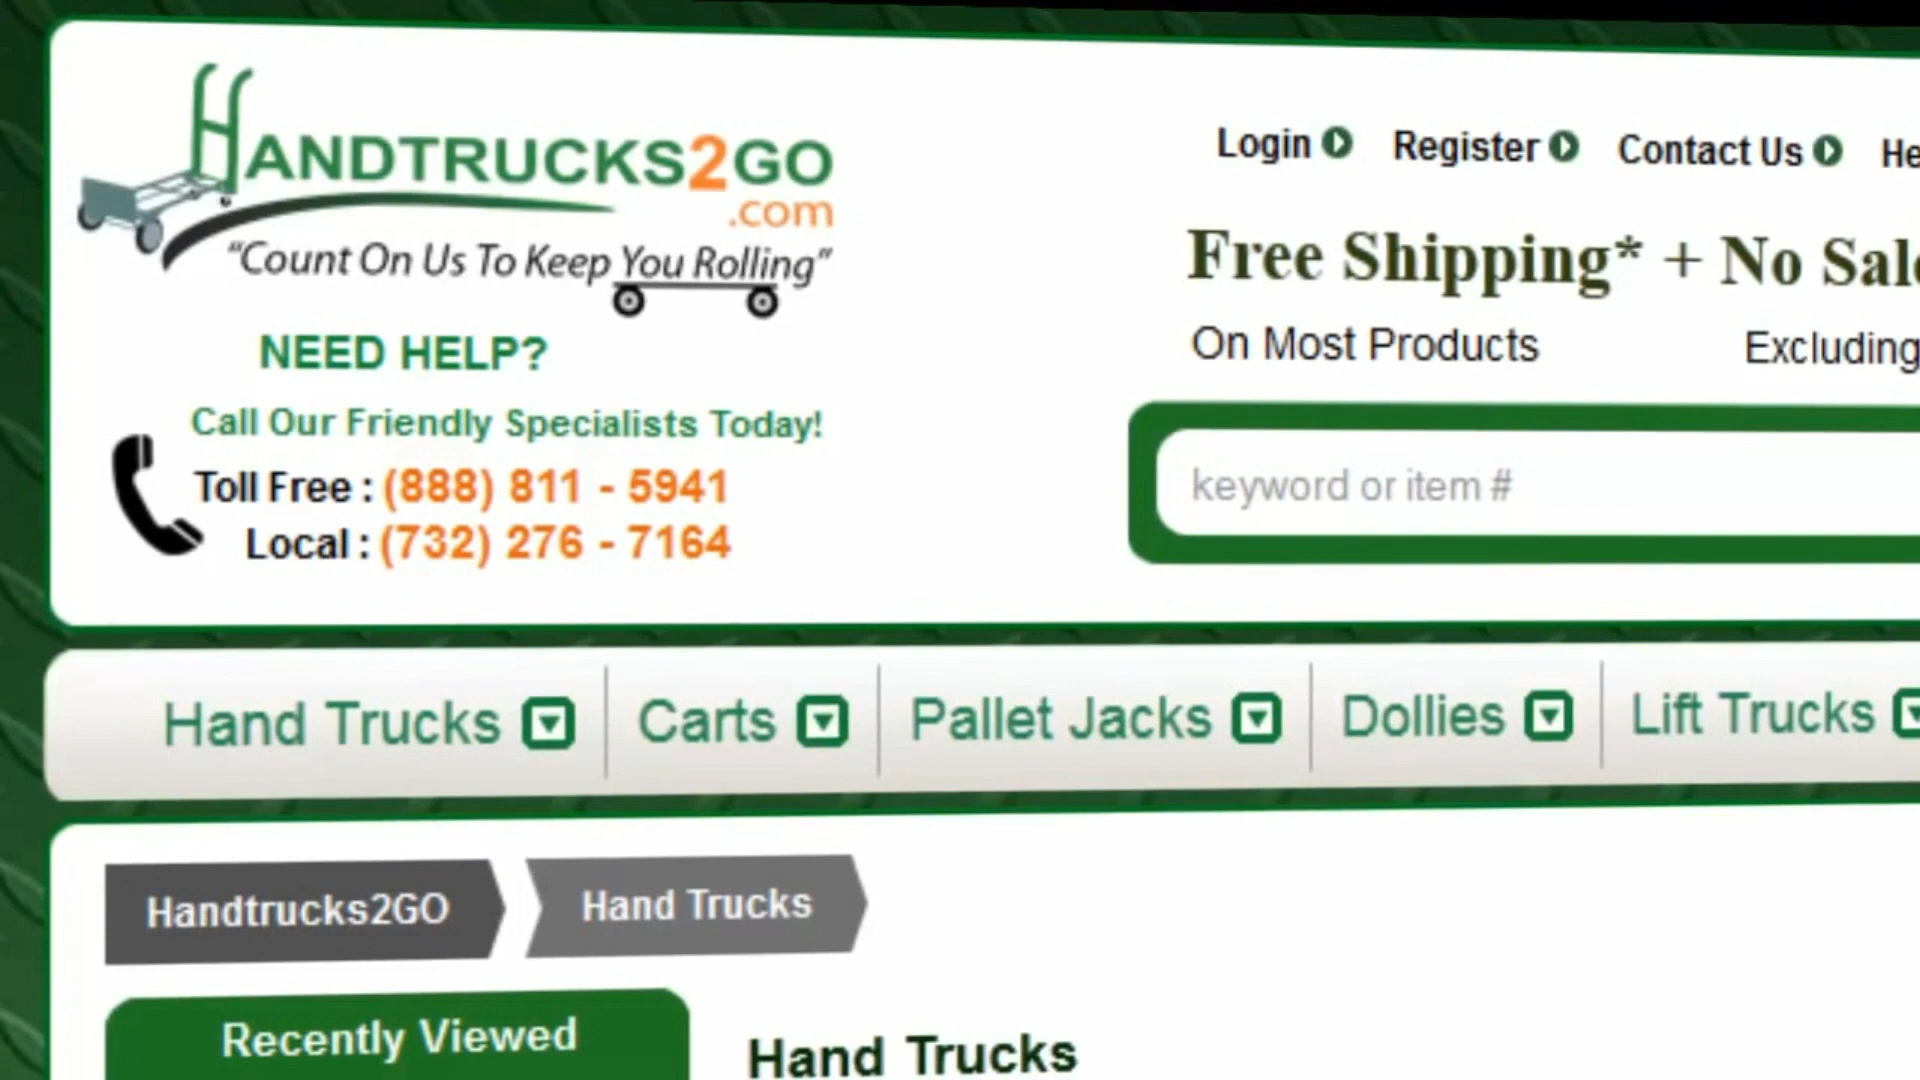 HANDTRUCKS2GO
.com
"Count On Us To Keep You Rolling"
NEED HELP?
Call Our Friendly Specialists Today!
Toll Free : (888) 811 - 5941
Local : (732) 276 - 7164
Login Register Contact Us
Free Shipping* + No
On Most Products Excluding
keyword or item #
Hand Trucks Carts Pallet Jacks Dollies Lift Trucks
Handtrucks2GO Hand Trucks
Recently Viewed
Hand Trucks